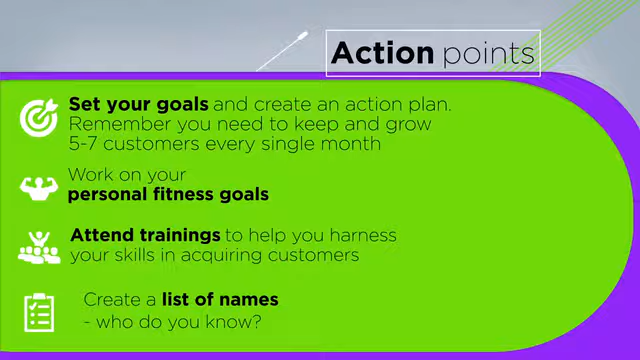 Action points
Set your goals and create an action plan.
Remember you need to keep and grow
5-7 customers every single month
Work on your
personal fitness goals
Attend trainings to help you harness
your skills in acquiring customers
Create a list of names
- who do you know?